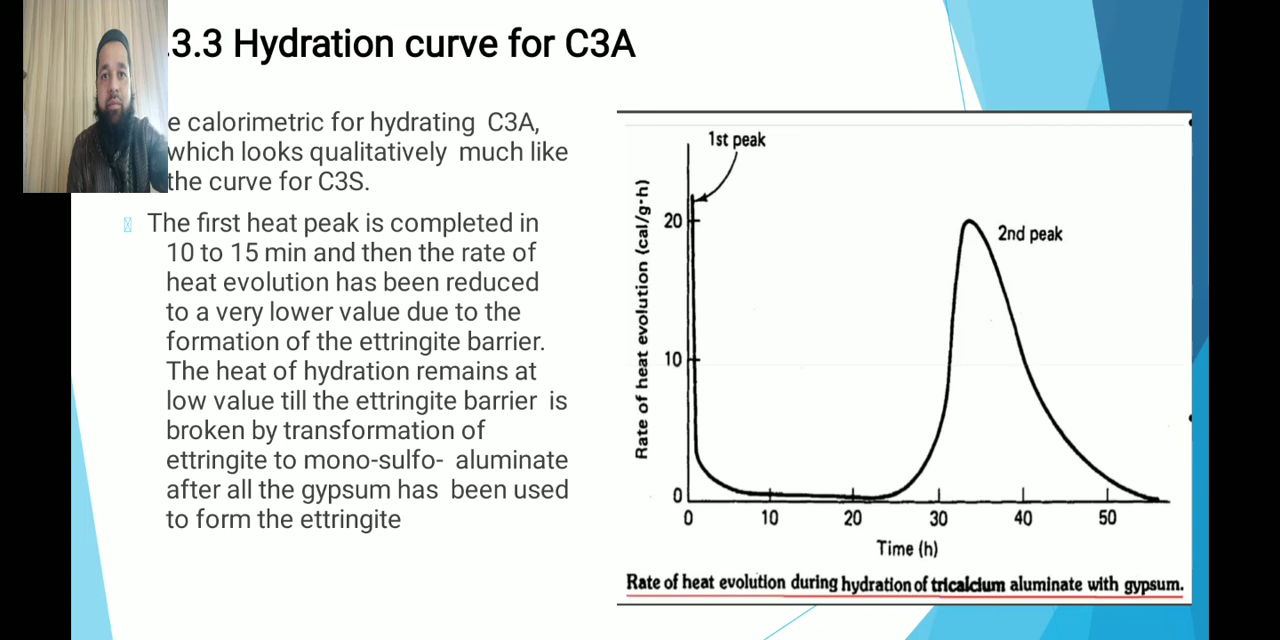 .3.3 Hydration curve for C3A
e calorimetric for hydrating C3A,
which looks qualitatively much like
the curve for C3S.
The first heat peak is completed in
10 to 15 min and then the rate of
heat evolution has been reduced
to a very lower value due to the
formation of the ettringite barrier.
The heat of hydration remains at
low value till the ettringite barrier is
broken by transformation of
ettringite to mono-sulfo- aluminate
after all the gypsum has been used
to form the ettringite
1st peak
2nd peak
Rate of heat evolution (cal/g·h)
20
10
0
0 10 20 30 40 50
Time (h)
Rate of heat evolution during hydration of tricalcium aluminate with gypsum.